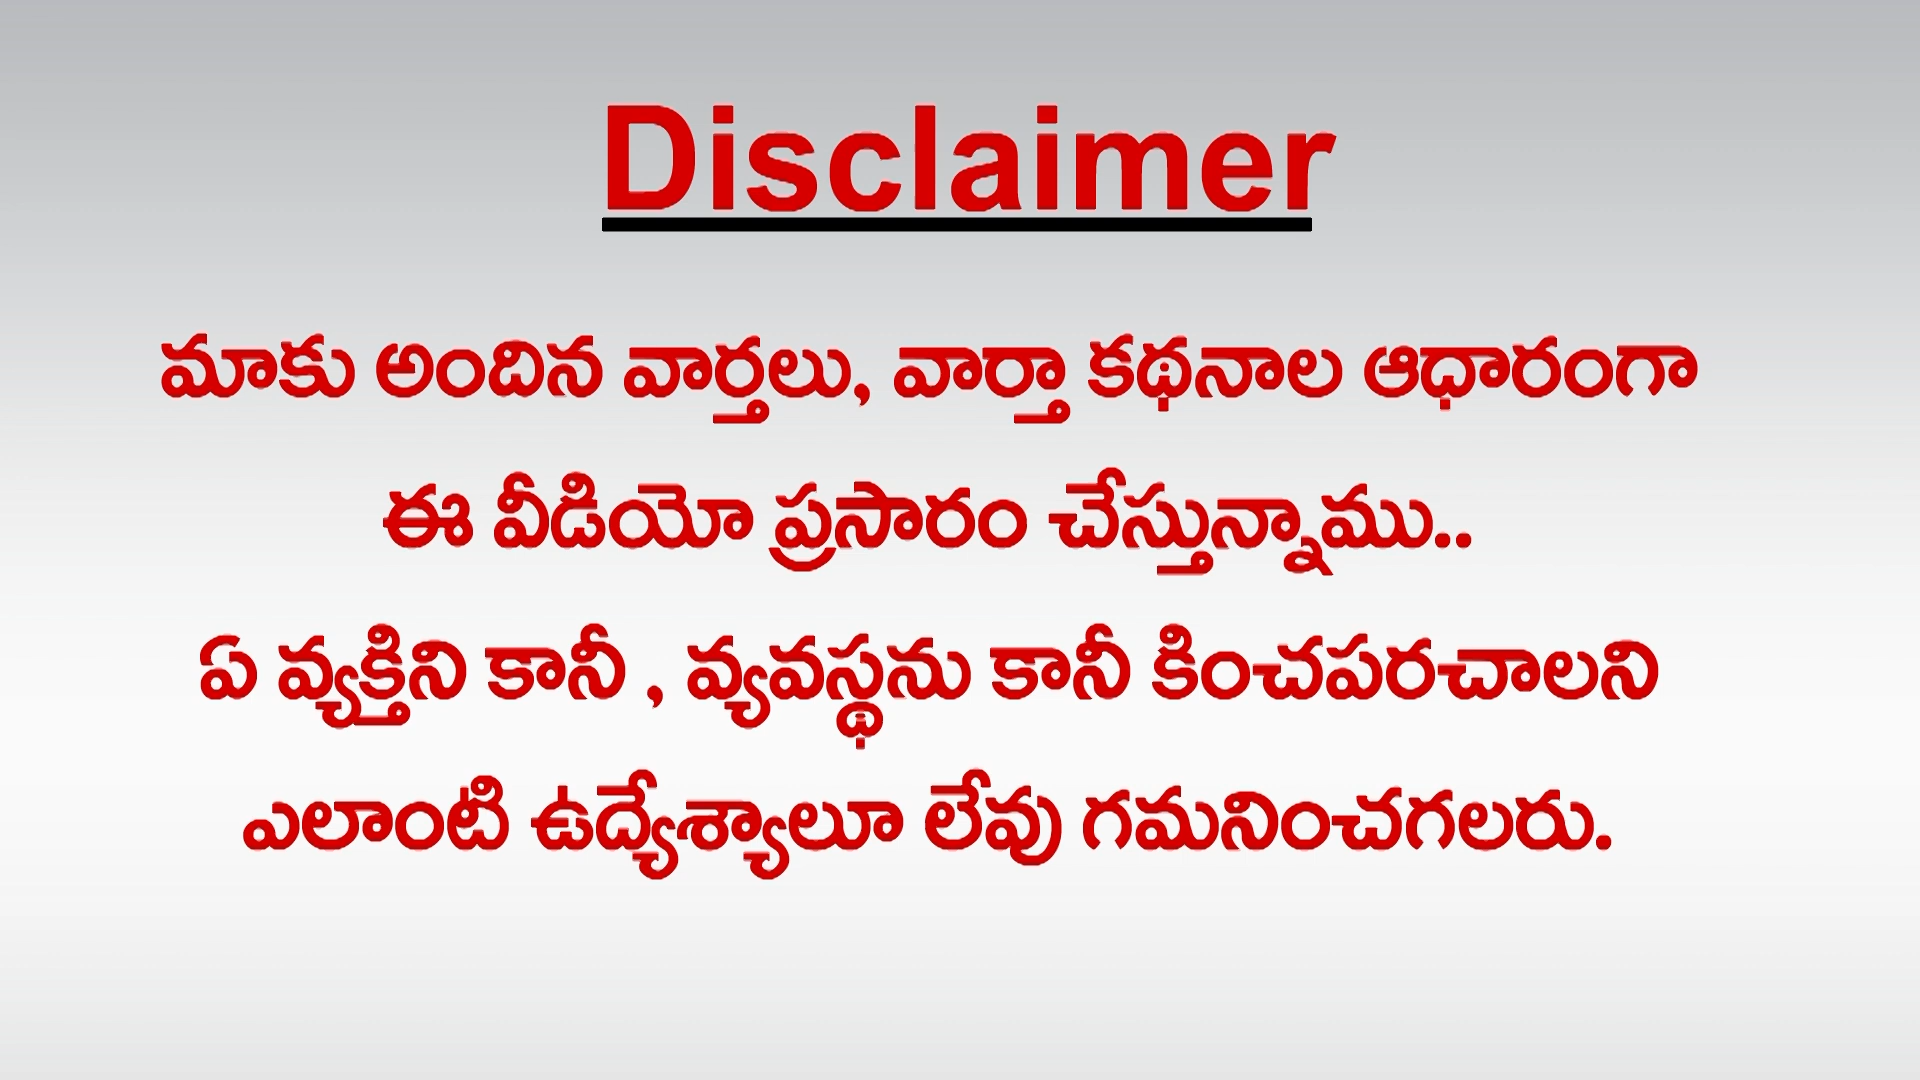 Disclaimer
మాకు అందిన వార్తలు, వార్తా కథనాల ఆధారంగా
ఈ వీడియో ప్రసారం చేస్తున్నాము..
ఏ వ్యక్తిని కానీ , వ్యవస్థను కానీ కించపరచాలని
ఎలాంటి ఉద్యేశ్యాలూ లేవు గమనించగలరు.